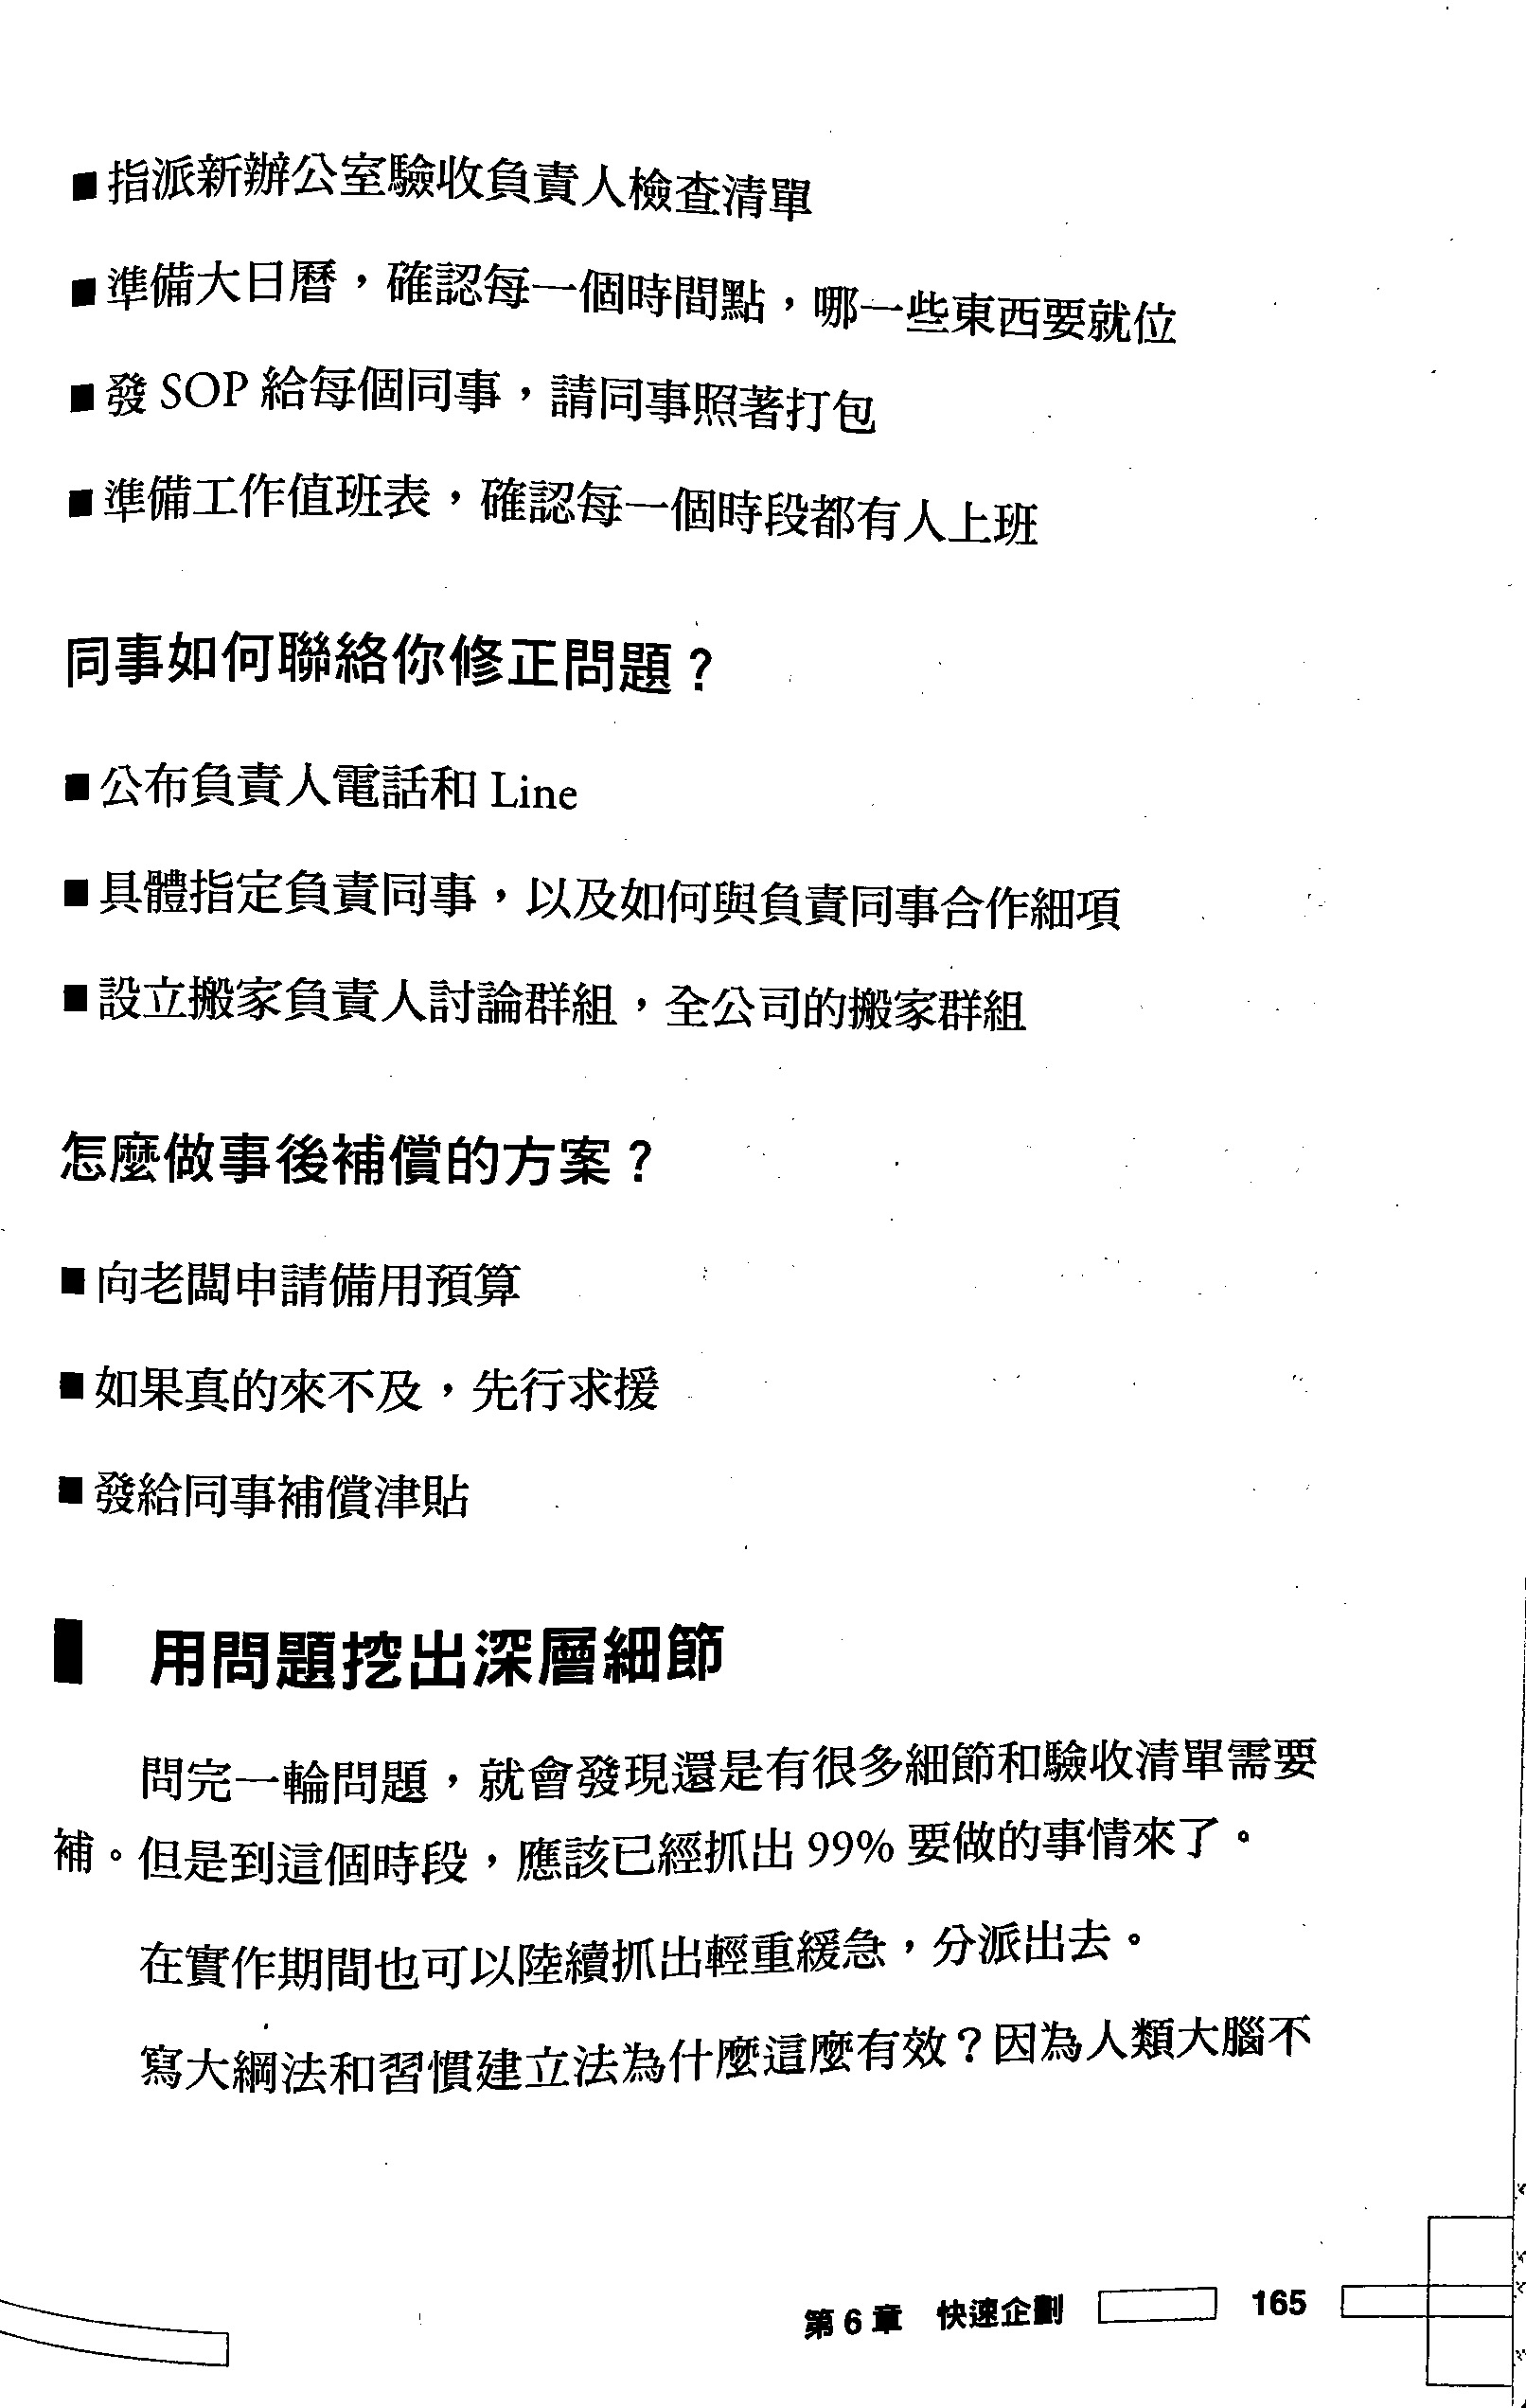 ■指派新辦公室驗收負責人檢查清單
■準備大日曆，確認每一個時間點，哪一些東西要就位
■發 SOP 給每個同事，請同事照著打包
■準備工作值班表，確認每一個時段都有人上班
同事如何聯絡你修正問題？
■公布負責人電話和 Line
■具體指定負責同事，以及如何與負責同事合作細項
■設立搬家負責人討論群組，全公司的搬家群組
怎麼做事後補償的方案？
■向老闆申請備用預算
■如果真的來不及，先行求援
■發給同事補償津貼
用問題挖出深層細節
問完一輪問題，就會發現還是有很多細節和驗收清單需要
補。但是到這個時段，應該已經抓出 99% 要做的事情來了。
在實作期間也可以陸續抓出輕重緩急，分派出去。
寫大綱法和習慣建立法為什麼這麼有效？因為人類大腦不
第 6 章 快速企劃 165